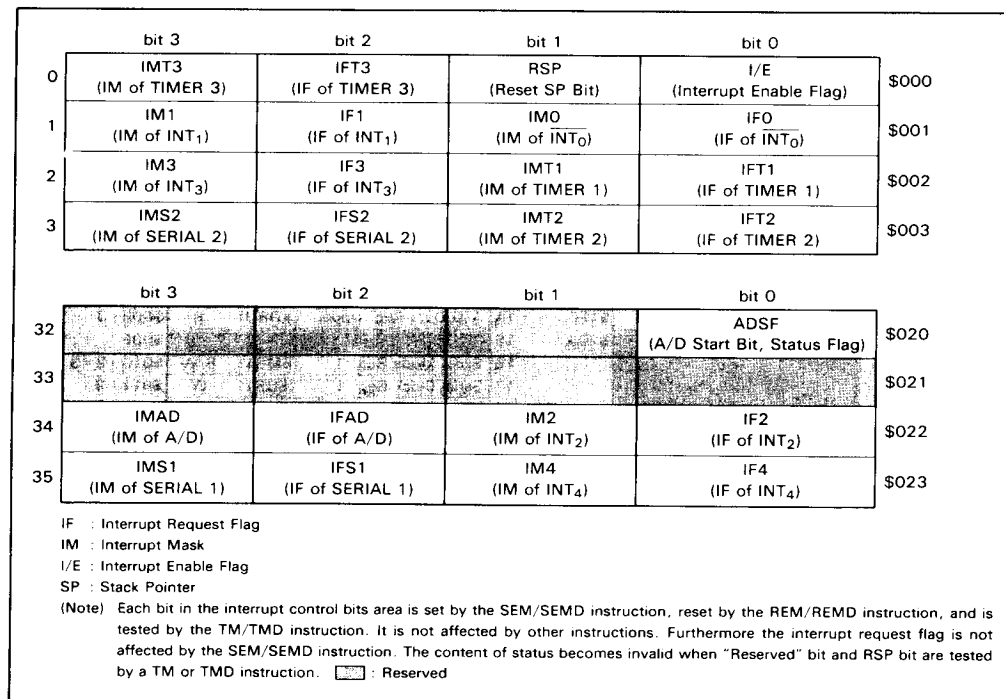 bit 3 bit 2 bit 1 bit 0
0 IMT3 IFT3 RSP I/E $000
(IM of TIMER 3) (IF of TIMER 3) (Reset SP Bit) (Interrupt Enable Flag)
1 IM1 IF1 IM0 IF0 $001
(IM of INT₁) (IF of INT₁) (IM of I̅N̅T̅₀̅) (IF of I̅N̅T̅₀̅)
2 IM3 IF3 IMT1 IFT1 $002
(IM of INT₃) (IF of INT₃) (IM of TIMER 1) (IF of TIMER 1)
3 IMS2 IFS2 IMT2 IFT2 $003
(IM of SERIAL 2) (IF of SERIAL 2) (IM of TIMER 2) (IF of TIMER 2)
bit 3 bit 2 bit 1 bit 0
32 ADSF $020
(A/D Start Bit, Status Flag)
33 $021
34 IMAD IFAD IM2 IF2 $022
(IM of A/D) (IF of A/D) (IM of INT₂) (IF of INT₂)
35 IMS1 IFS1 IM4 IF4 $023
(IM of SERIAL 1) (IF of SERIAL 1) (IM of INT₄) (IF of INT₄)
IF : Interrupt Request Flag
IM : Interrupt Mask
I/E : Interrupt Enable Flag
SP : Stack Pointer
(Note) Each bit in the interrupt control bits area is set by the SEM/SEMD instruction, reset by the REM/REMD instruction, and is
tested by the TM/TMD instruction. It is not affected by other instructions. Furthermore the interrupt request flag is not
affected by the SEM/SEMD instruction. The content of status becomes invalid when "Reserved" bit and RSP bit are tested
by a TM or TMD instruction. : Reserved